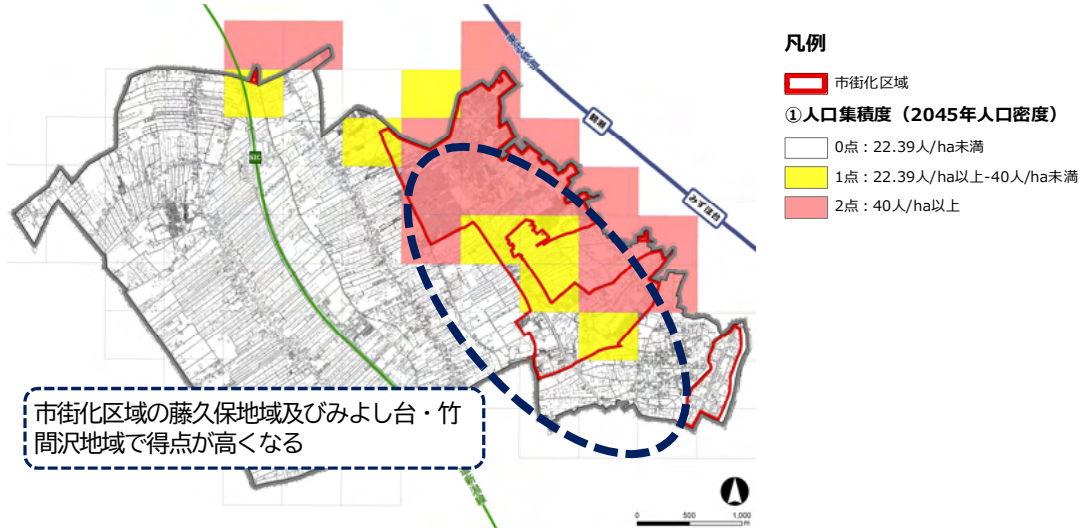 凡例
市街化区域
①人口集積度（2045年人口密度）
0点：22.39人/ha未満
1点：22.39人/ha以上-40人/ha未満
2点：40人/ha以上
鶴瀬
みずほ台
SIC
市街化区域の藤久保地域及びみよし台・竹
間沢地域で得点が高くなる
0 500 1,000
m